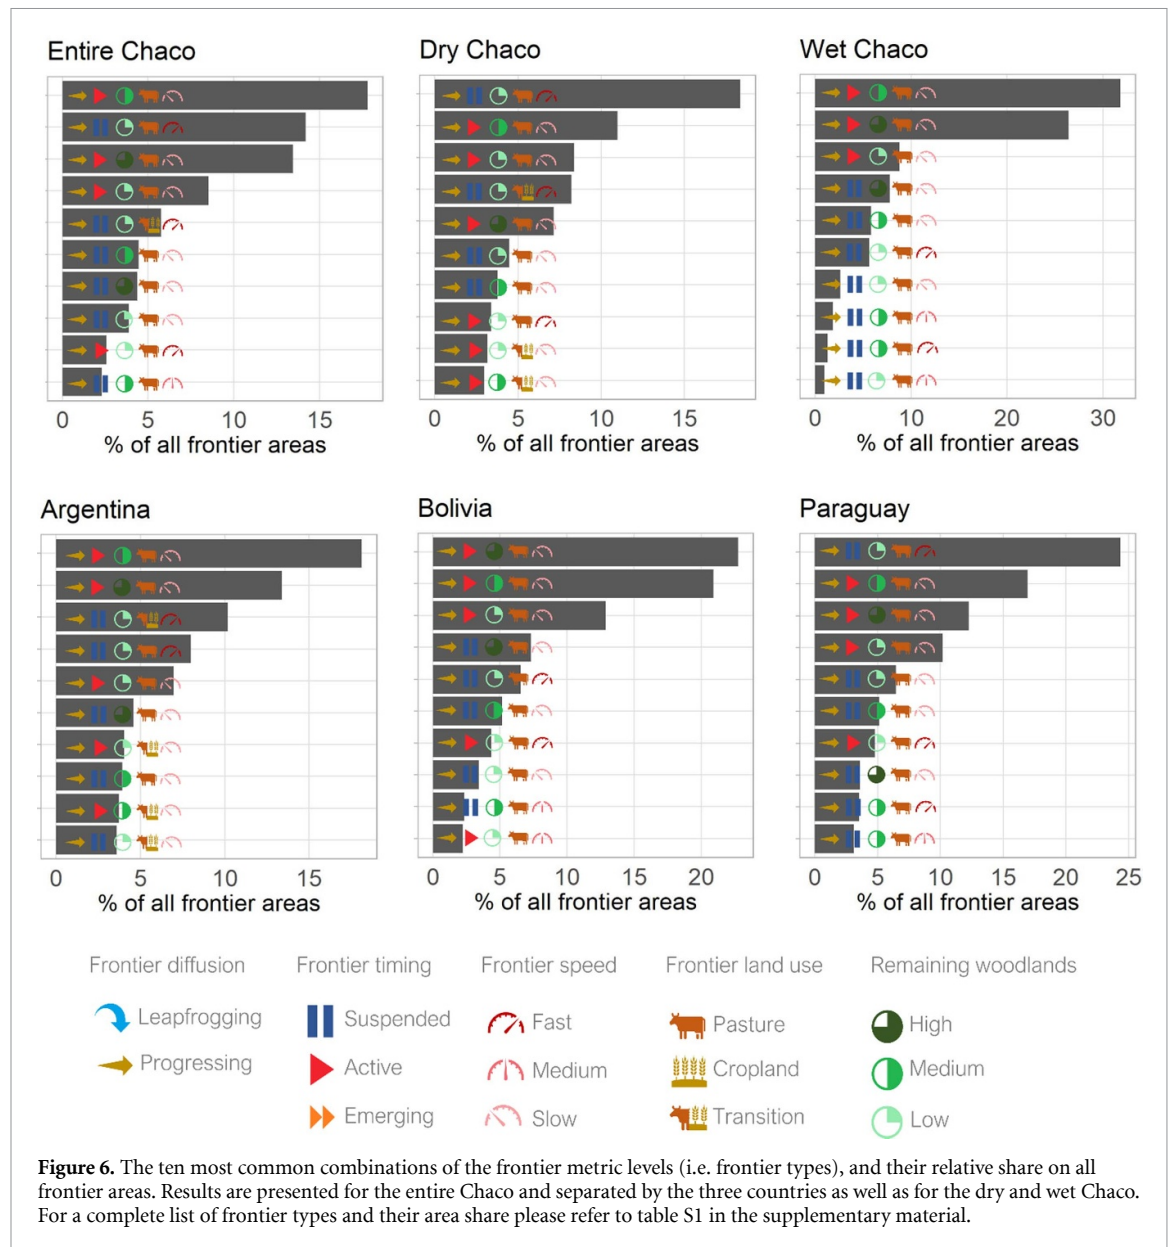 Entire Chaco
0 5 10 15
% of all frontier areas
Dry Chaco
0 5 10 15
% of all frontier areas
Wet Chaco
0 10 20 30
% of all frontier areas
Argentina
0 5 10 15
% of all frontier areas
Bolivia
0 5 10 15 20
% of all frontier areas
Paraguay
0 5 10 15 20 25
% of all frontier areas
Frontier diffusion
Leapfrogging
Progressing
Frontier timing
Suspended
Active
Emerging
Frontier speed
Fast
Medium
Slow
Frontier land use
Pasture
Cropland
Transition
Remaining woodlands
High
Medium
Low
Figure 6. The ten most common combinations of the frontier metric levels (i.e. frontier types), and their relative share on all
frontier areas. Results are presented for the entire Chaco and separated by the three countries as well as for the dry and wet Chaco.
For a complete list of frontier types and their area share please refer to table S1 in the supplementary material.